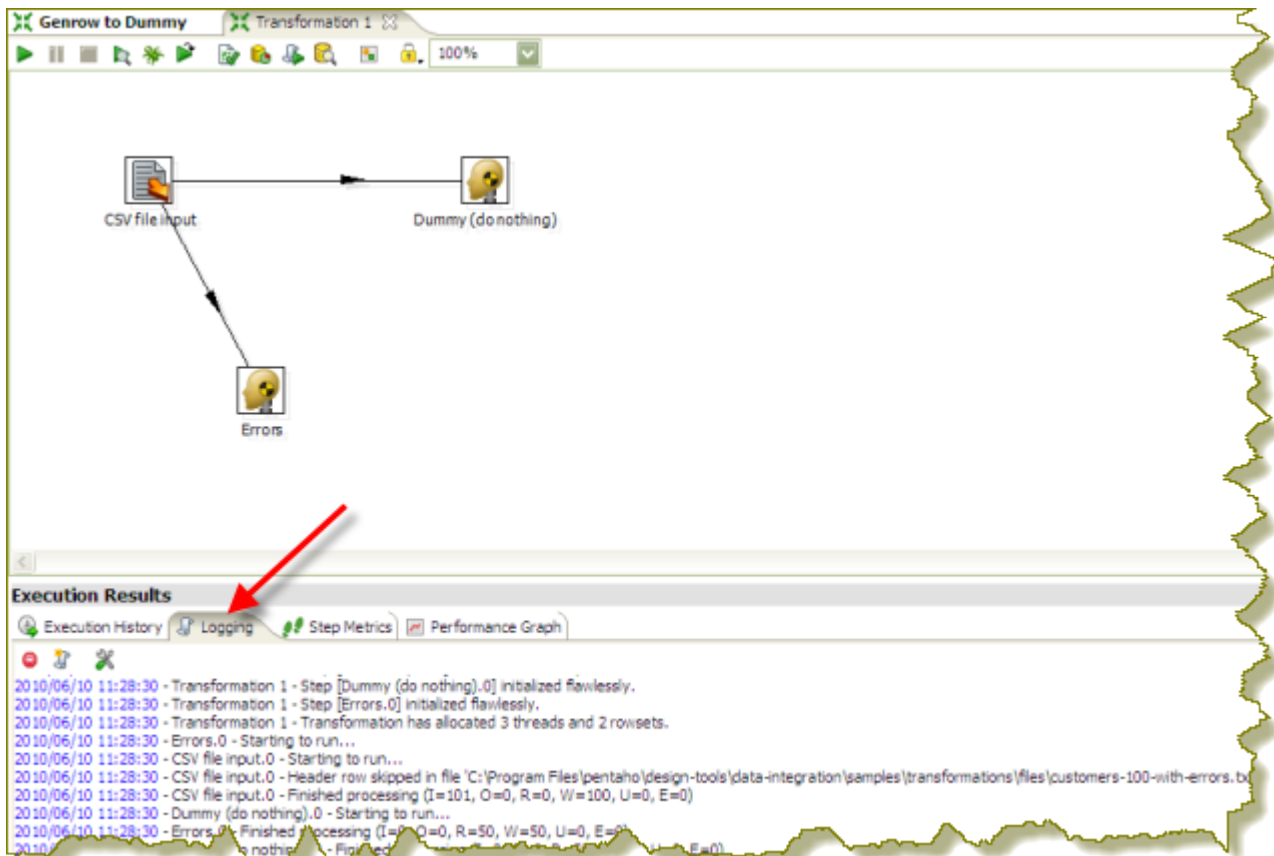 Genrow to Dummy
Transformation 1
100%
CSV file input
Dummy (do nothing)
Errors
Execution Results
Execution History
Logging
Step Metrics
Performance Graph
2010/06/10 11:28:30 - Transformation 1 - Step [Dummy (do nothing).0] initialized flawlessly.
2010/06/10 11:28:30 - Transformation 1 - Step [Errors.0] initialized flawlessly.
2010/06/10 11:28:30 - Transformation 1 - Transformation has allocated 3 threads and 2 rowsets.
2010/06/10 11:28:30 - Errors.0 - Starting to run...
2010/06/10 11:28:30 - CSV file input.0 - Starting to run...
2010/06/10 11:28:30 - CSV file input.0 - Header row skipped in file 'C:\Program Files\pentaho\design-tools\data-integration\samples\transformations\files\customers-100-with-errors.tx
2010/06/10 11:28:30 - CSV file input.0 - Finished processing (I=101, O=0, R=0, W=100, U=0, E=0)
2010/06/10 11:28:30 - Dummy (do nothing).0 - Starting to run...
2010/06/10 11:28:30 - Errors.0 - Finished processing (I=0, O=0, R=50, W=50, U=0, E=0)